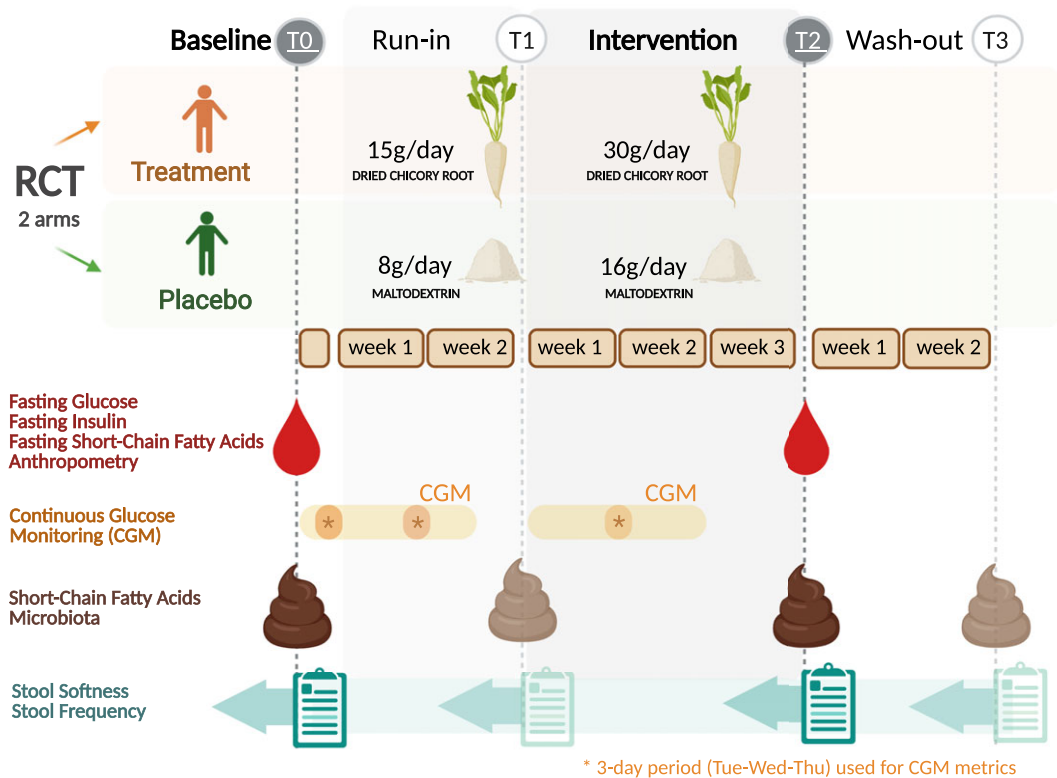 Baseline T0 Run-in T1 Intervention T2 Wash-out T3
RCT
2 arms
Treatment
15g/day
DRIED CHICORY ROOT
30g/day
DRIED CHICORY ROOT
Placebo
8g/day
MALTODEXTRIN
16g/day
MALTODEXTRIN
week 1 week 2 week 1 week 2 week 3 week 1 week 2
Fasting Glucose
Fasting Insulin
Fasting Short-Chain Fatty Acids
Anthropometry
Continuous Glucose
Monitoring (CGM)
CGM
* *
CGM
*
Short-Chain Fatty Acids
Microbiota
Stool Softness
Stool Frequency
* 3-day period (Tue-Wed-Thu) used for CGM metrics